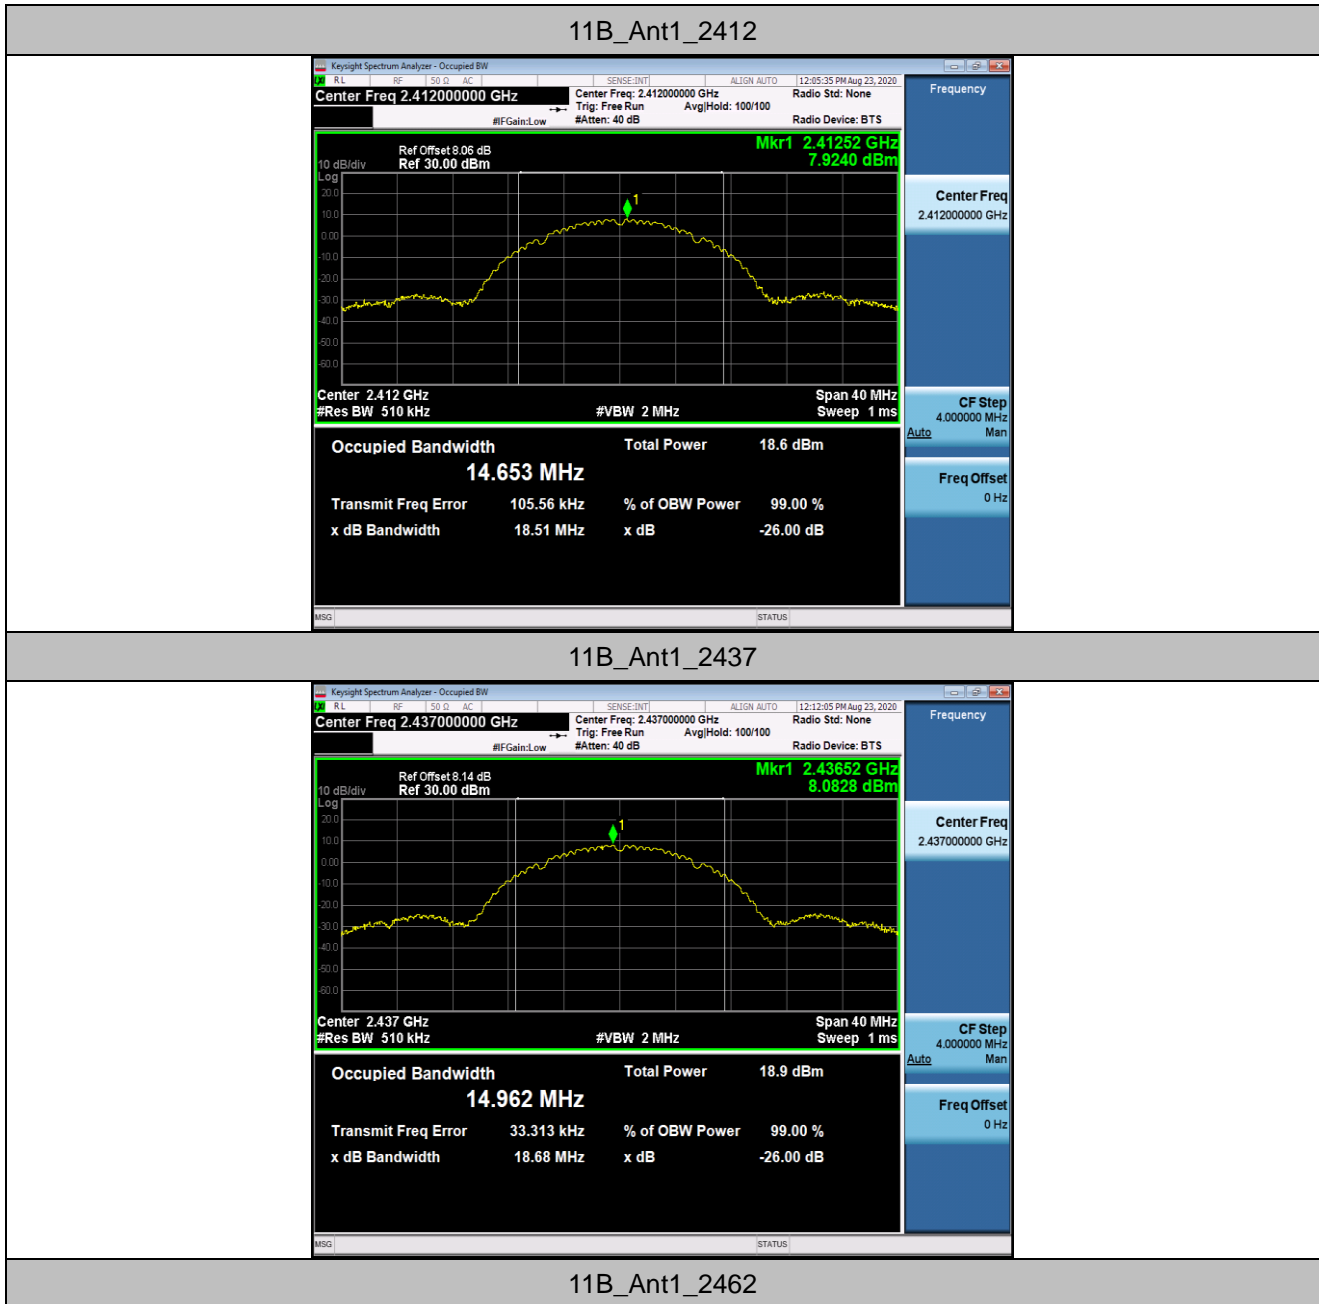 11B_Ant1_2412
Keysight Spectrum Analyzer - Occupied BW
RL RF 50 Ω AC SENSE:INT ALIGN AUTO 12:05:35 PM Aug 23, 2020
Center Freq 2.412000000 GHz Center Freq: 2.412000000 GHz Radio Std: None
Trig: Free Run Avg|Hold: 100/100
#IFGain:Low #Atten: 40 dB Radio Device: BTS
Frequency
Mkr1 2.41252 GHz
7.9240 dBm
Ref Offset 8.06 dB
10 dB/div Ref 30.00 dBm
Log
20.0
10.0
0.00
-10.0
-20.0
-30.0
-40.0
-50.0
-60.0
1
Center 2.412 GHz Span 40 MHz
#Res BW 510 kHz #VBW 2 MHz Sweep 1 ms
Center Freq
2.412000000 GHz
CF Step
4.000000 MHz
Auto Man
Freq Offset
0 Hz
Occupied Bandwidth Total Power 18.6 dBm
14.653 MHz
Transmit Freq Error 105.56 kHz % of OBW Power 99.00 %
x dB Bandwidth 18.51 MHz x dB -26.00 dB
MSG STATUS
11B_Ant1_2437
Keysight Spectrum Analyzer - Occupied BW
RL RF 50 Ω AC SENSE:INT ALIGN AUTO 12:12:05 PM Aug 23, 2020
Center Freq 2.437000000 GHz Center Freq: 2.437000000 GHz Radio Std: None
Trig: Free Run Avg|Hold: 100/100
#IFGain:Low #Atten: 40 dB Radio Device: BTS
Frequency
Mkr1 2.43652 GHz
8.0828 dBm
Ref Offset 8.14 dB
10 dB/div Ref 30.00 dBm
Log
20.0
10.0
0.00
-10.0
-20.0
-30.0
-40.0
-50.0
-60.0
1
Center 2.437 GHz Span 40 MHz
#Res BW 510 kHz #VBW 2 MHz Sweep 1 ms
Center Freq
2.437000000 GHz
CF Step
4.000000 MHz
Auto Man
Freq Offset
0 Hz
Occupied Bandwidth Total Power 18.9 dBm
14.962 MHz
Transmit Freq Error 33.313 kHz % of OBW Power 99.00 %
x dB Bandwidth 18.68 MHz x dB -26.00 dB
MSG STATUS
11B_Ant1_2462